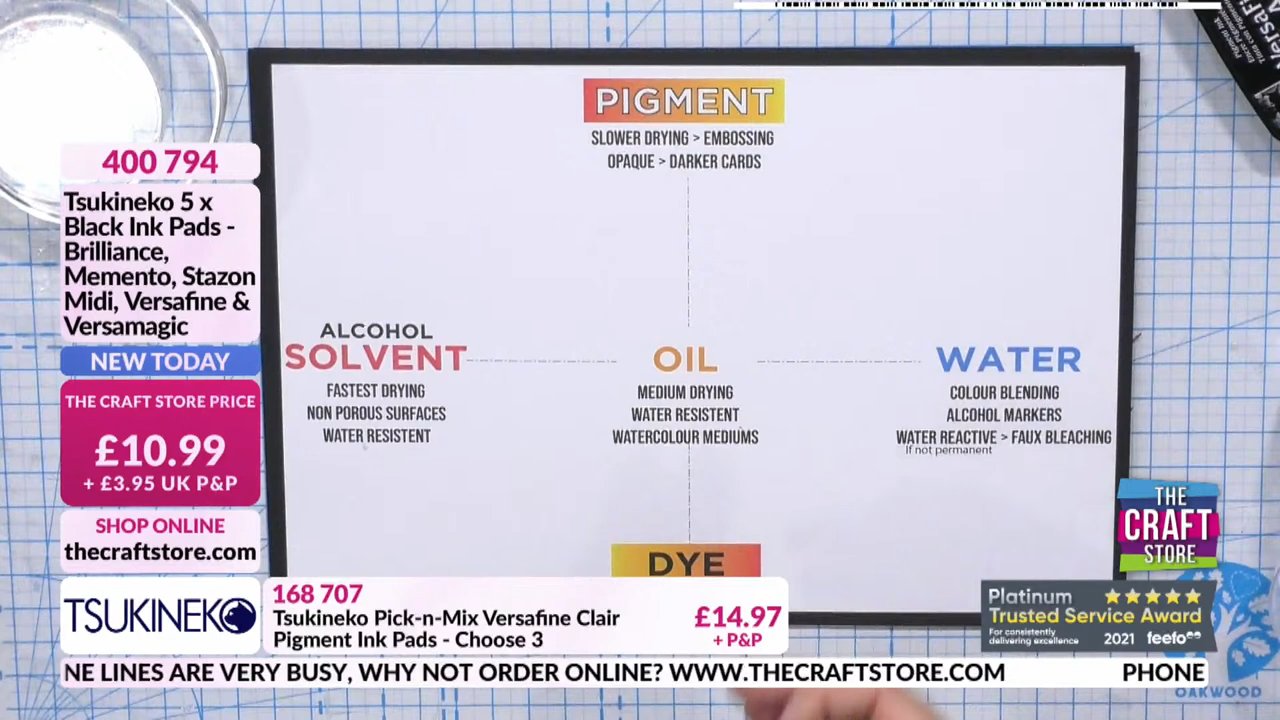 PIGMENT
SLOWER DRYING > EMBOSSING
OPAQUE > DARKER CARDS
ALCOHOL
SOLVENT
FASTEST DRYING
NON POROUS SURFACES
WATER RESISTENT
OIL
MEDIUM DRYING
WATER RESISTENT
WATERCOLOUR MEDIUMS
WATER
COLOUR BLENDING
ALCOHOL MARKERS
WATER REACTIVE > FAUX BLEACHING
If not permanent
DYE
400 794
Tsukineko 5 x
Black Ink Pads -
Brilliance,
Memento, Stazon
Midi, Versafine &
Versamagic
NEW TODAY
THE CRAFT STORE PRICE
£10.99
+ £3.95 UK P&P
SHOP ONLINE
thecraftstore.com
TSUKINEKO
168 707
Tsukineko Pick-n-Mix Versafine Clair
Pigment Ink Pads - Choose 3
£14.97
+ P&P
THE
CRAFT
STORE
Platinum
Trusted Service Award
For consistently
delivering excellence
2021 feefo
NE LINES ARE VERY BUSY, WHY NOT ORDER ONLINE? WWW.THECRAFTSTORE.COM PHONE
OAKWOOD